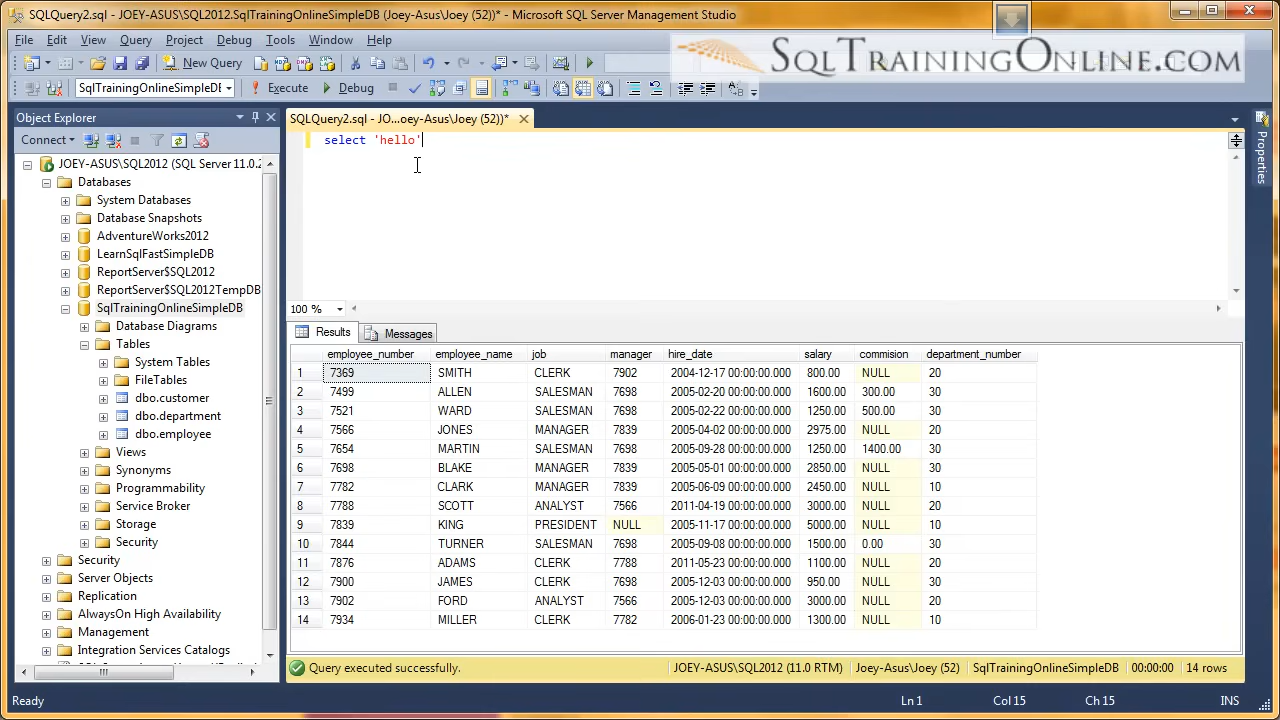 SQLQuery2.sql - JOEY-ASUS\SQL2012.SqlTrainingOnlineSimpleDB (Joey-Asus\Joey (52))* - Microsoft SQL Server Management Studio
File Edit View Query Project Debug Tools Window Help
SQLTRAININGONLINE.COM
New Query
SqlTrainingOnlineSimpleDE
Execute
Debug
Object Explorer
Connect
JOEY-ASUS\SQL2012 (SQL Server 11.0.2
Databases
System Databases
Database Snapshots
AdventureWorks2012
LearnSqlFastSimpleDB
ReportServer$SQL2012
ReportServer$SQL2012TempDB
SqlTrainingOnlineSimpleDB
Database Diagrams
Tables
System Tables
FileTables
dbo.customer
dbo.department
dbo.employee
Views
Synonyms
Programmability
Service Broker
Storage
Security
Security
Server Objects
Replication
AlwaysOn High Availability
Management
Integration Services Catalogs
SQLQuery2.sql - JO...oey-Asus\Joey (52))*
select 'hello'
Properties
100 %
Results Messages
employee_number employee_name job manager hire_date salary commision department_number
1 7369 SMITH CLERK 7902 2004-12-17 00:00:00.000 800.00 NULL 20
2 7499 ALLEN SALESMAN 7698 2005-02-20 00:00:00.000 1600.00 300.00 30
3 7521 WARD SALESMAN 7698 2005-02-22 00:00:00.000 1250.00 500.00 30
4 7566 JONES MANAGER 7839 2005-04-02 00:00:00.000 2975.00 NULL 20
5 7654 MARTIN SALESMAN 7698 2005-09-28 00:00:00.000 1250.00 1400.00 30
6 7698 BLAKE MANAGER 7839 2005-05-01 00:00:00.000 2850.00 NULL 30
7 7782 CLARK MANAGER 7839 2005-06-09 00:00:00.000 2450.00 NULL 10
8 7788 SCOTT ANALYST 7566 2011-04-19 00:00:00.000 3000.00 NULL 20
9 7839 KING PRESIDENT NULL 2005-11-17 00:00:00.000 5000.00 NULL 10
10 7844 TURNER SALESMAN 7698 2005-09-08 00:00:00.000 1500.00 0.00 30
11 7876 ADAMS CLERK 7788 2011-05-23 00:00:00.000 1100.00 NULL 20
12 7900 JAMES CLERK 7698 2005-12-03 00:00:00.000 950.00 NULL 30
13 7902 FORD ANALYST 7566 2005-12-03 00:00:00.000 3000.00 NULL 20
14 7934 MILLER CLERK 7782 2006-01-23 00:00:00.000 1300.00 NULL 10
Query executed successfully. JOEY-ASUS\SQL2012 (11.0 RTM) Joey-Asus\Joey (52) SqlTrainingOnlineSimpleDB 00:00:00 14 rows
Ready Ln 1 Col 15 Ch 15 INS